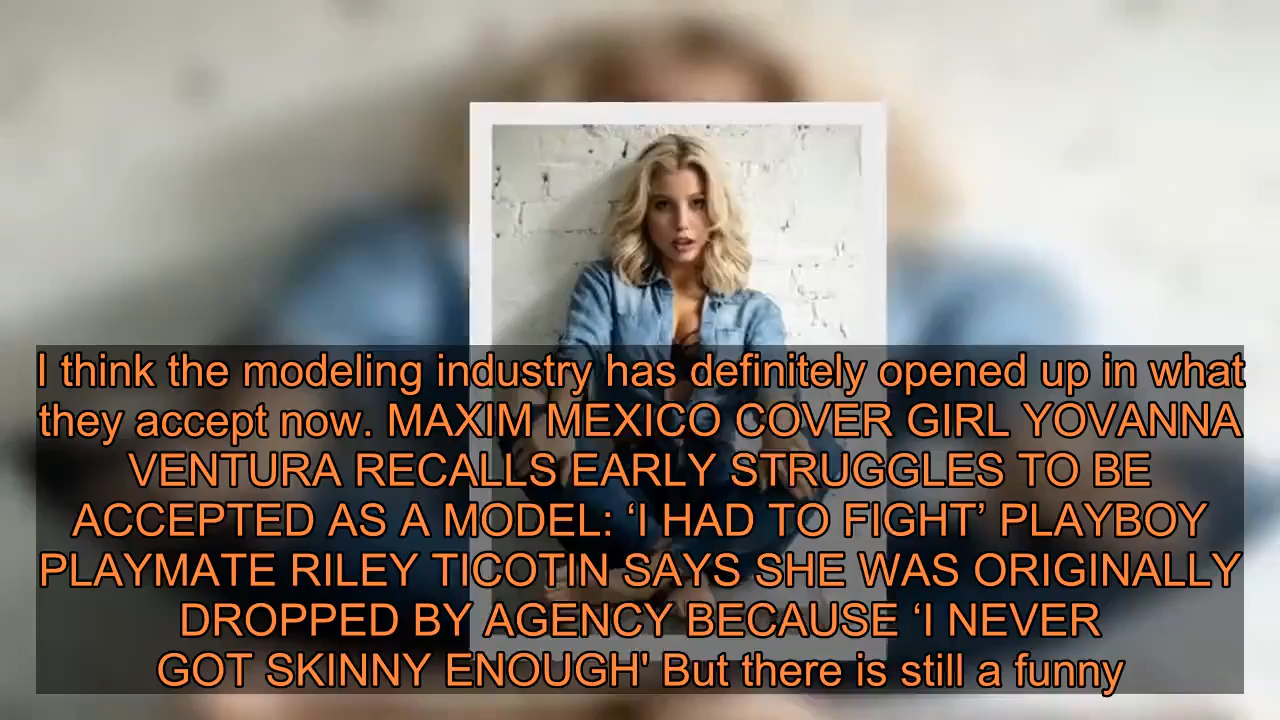 I think the modeling industry has definitely opened up in what
they accept now. MAXIM MEXICO COVER GIRL YOVANNA
VENTURA RECALLS EARLY STRUGGLES TO BE
ACCEPTED AS A MODEL: ‘I HAD TO FIGHT’ PLAYBOY
PLAYMATE RILEY TICOTIN SAYS SHE WAS ORIGINALLY
DROPPED BY AGENCY BECAUSE ‘I NEVER
GOT SKINNY ENOUGH' But there is still a funny